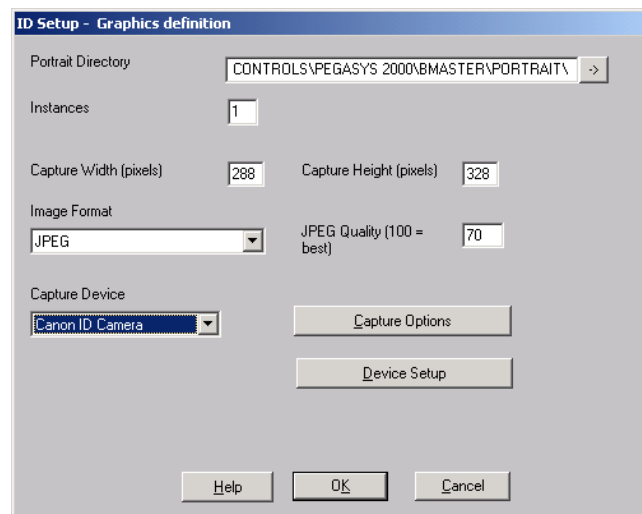 ID Setup - Graphics definition
Portrait Directory
CONTROLS\PEGASYS 2000\BMASTER\PORTRAIT\
->
Instances
1
Capture Width (pixels)
288
Capture Height (pixels)
328
Image Format
JPEG
JPEG Quality (100 =
best)
70
Capture Device
Canon ID Camera
Capture Options
Device Setup
Help
OK
Cancel